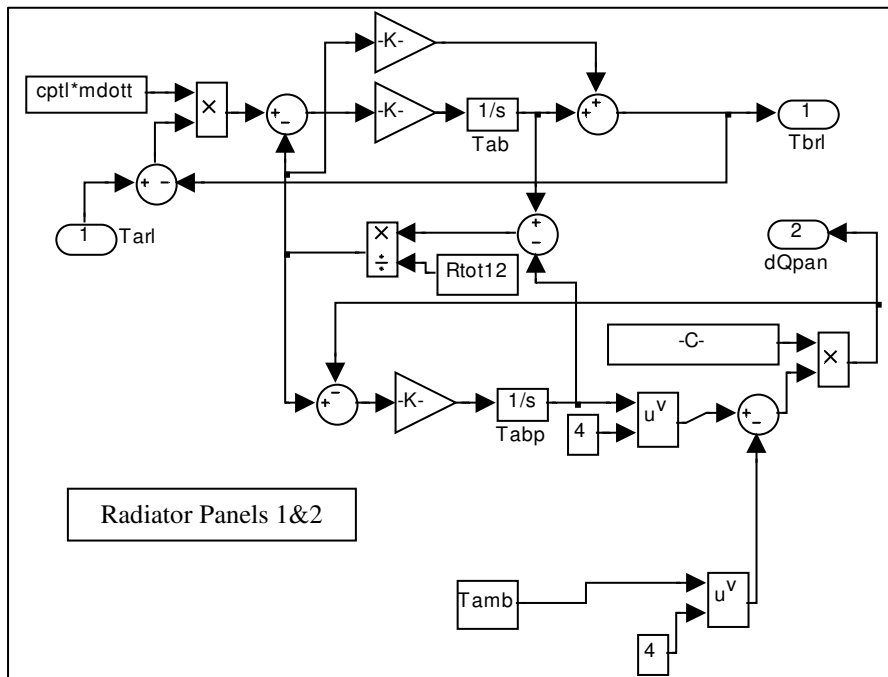 -K-
cptl*mdott
×
+
−
-K-
1/s
Tab
+
+
1
Tbrl
+
−
1
Tarl
×
÷
+
−
Rtot12
2
dQpan
-C-
×
+
−
-K-
1/s
Tabp
4
u^v
+
−
Radiator Panels 1&2
Tamb
u^v
4